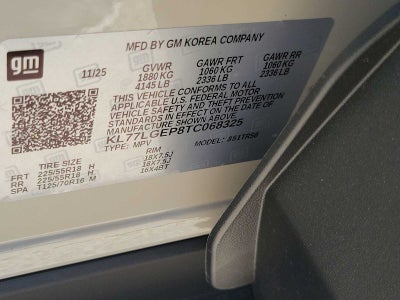 gm
MFD BY GM KOREA COMPANY
11/25 GVWR GAWR FRT GAWR RR
1880 KG 1060 KG 1060 KG
4145 LB 2336 LB 2336 LB
THIS VEHICLE CONFORMS TO ALL
APPLICABLE U.S. FEDERAL MOTOR
VEHICLE SAFETY AND THEFT PREVENTION
STANDARDS IN EFFECT ON THE DATE OF
MANUFACTURE SHOWN ABOVE.
KL77LGEP8TC068325
TYPE: MPV MODEL:
TIRE SIZE RIM
FRT 225/55R18 H 18X7.5J
RR 225/55R18 H 18X7.5J
SPA T125/70R16 M 16X4BT